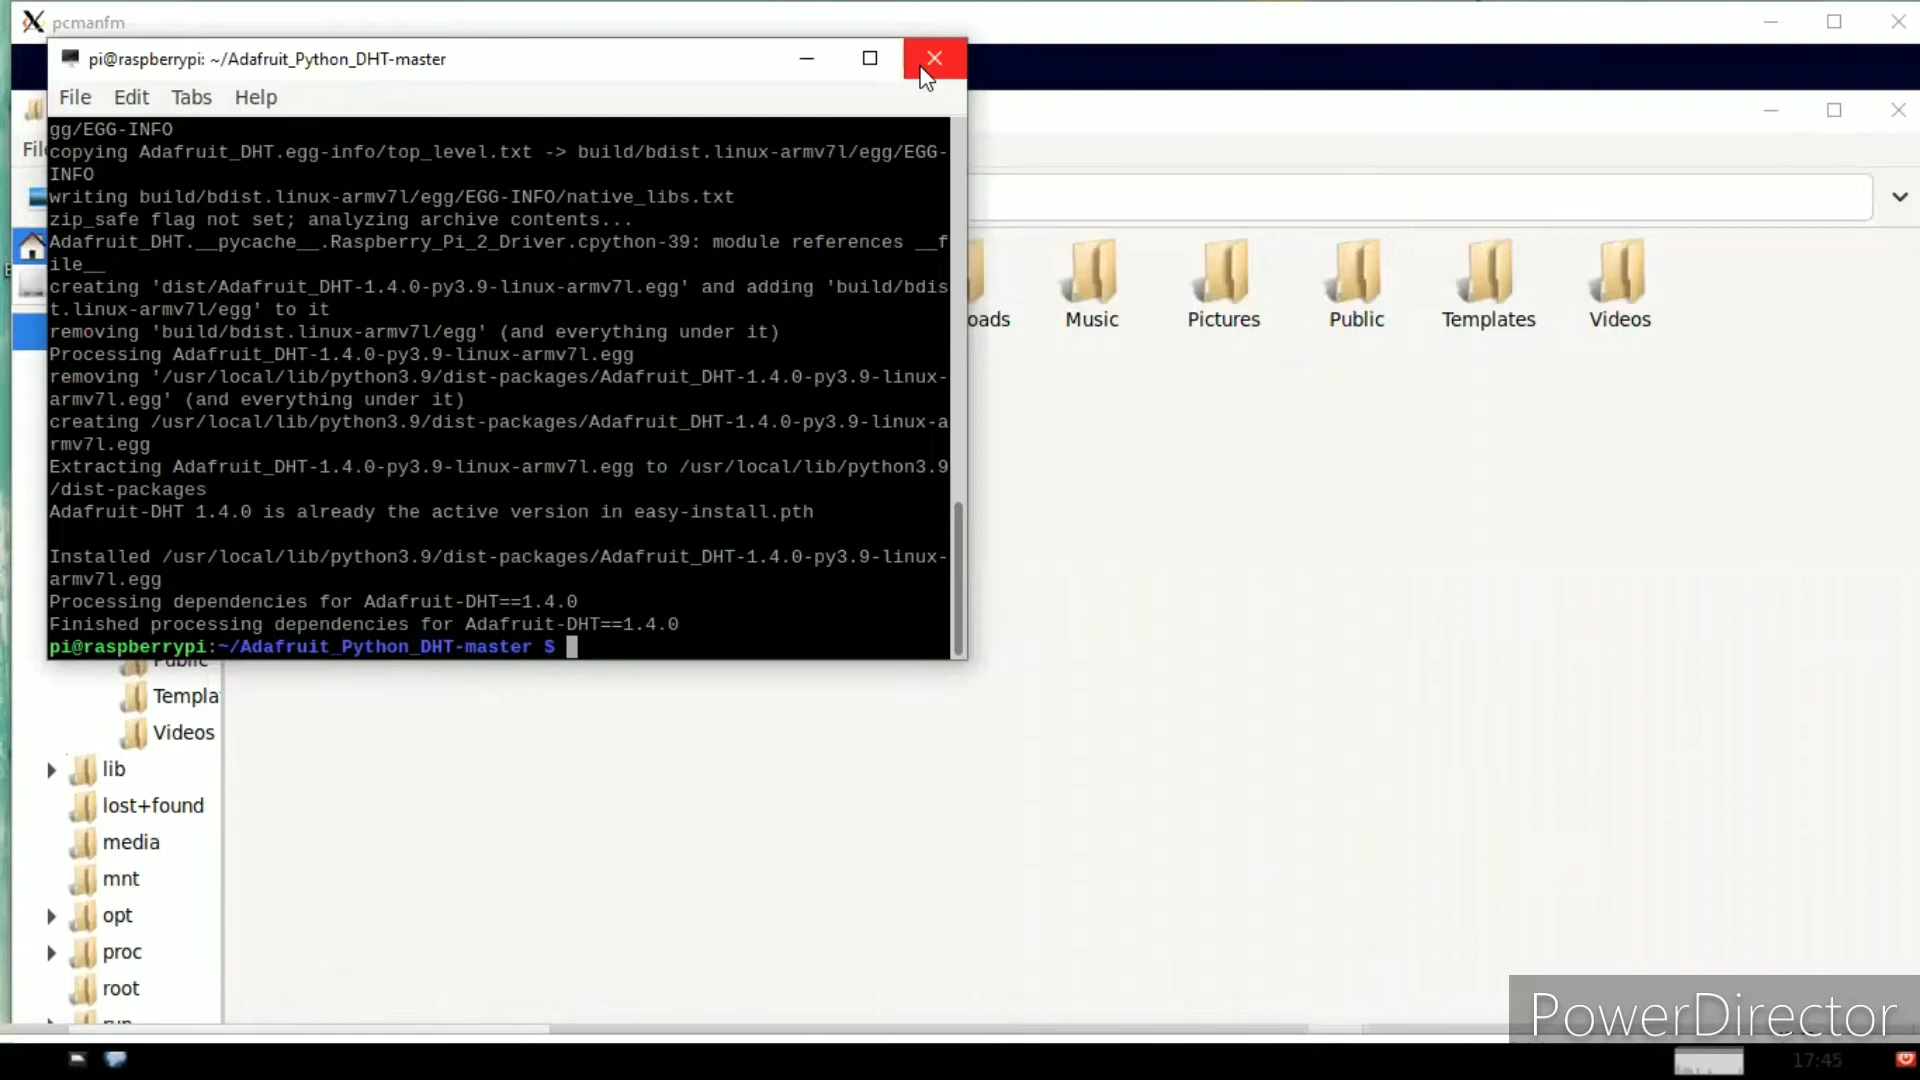 pcmanfm
pi@raspberrypi: ~/Adafruit_Python_DHT-master
File Edit Tabs Help
gg/EGG-INFO
copying Adafruit_DHT.egg-info/top_level.txt -> build/bdist.linux-armv7l/egg/EGG-
INFO
writing build/bdist.linux-armv7l/egg/EGG-INFO/native_libs.txt
zip_safe flag not set; analyzing archive contents...
Adafruit_DHT.__pycache__.Raspberry_Pi_2_Driver.cpython-39: module references __f
ile__
creating 'dist/Adafruit_DHT-1.4.0-py3.9-linux-armv7l.egg' and adding 'build/bdis
t.linux-armv7l/egg' to it
removing 'build/bdist.linux-armv7l/egg' (and everything under it)
Processing Adafruit_DHT-1.4.0-py3.9-linux-armv7l.egg
removing '/usr/local/lib/python3.9/dist-packages/Adafruit_DHT-1.4.0-py3.9-linux-
armv7l.egg' (and everything under it)
creating /usr/local/lib/python3.9/dist-packages/Adafruit_DHT-1.4.0-py3.9-linux-a
rmv7l.egg
Extracting Adafruit_DHT-1.4.0-py3.9-linux-armv7l.egg to /usr/local/lib/python3.9
/dist-packages
Adafruit-DHT 1.4.0 is already the active version in easy-install.pth
Installed /usr/local/lib/python3.9/dist-packages/Adafruit_DHT-1.4.0-py3.9-linux-
armv7l.egg
Processing dependencies for Adafruit-DHT==1.4.0
Finished processing dependencies for Adafruit-DHT==1.4.0
pi@raspberrypi:~/Adafruit_Python_DHT-master $
Fil
oads Music Pictures Public Templates Videos
Public
Templa
Videos
lib
lost+found
media
mnt
opt
proc
root
PowerDirector
17:45